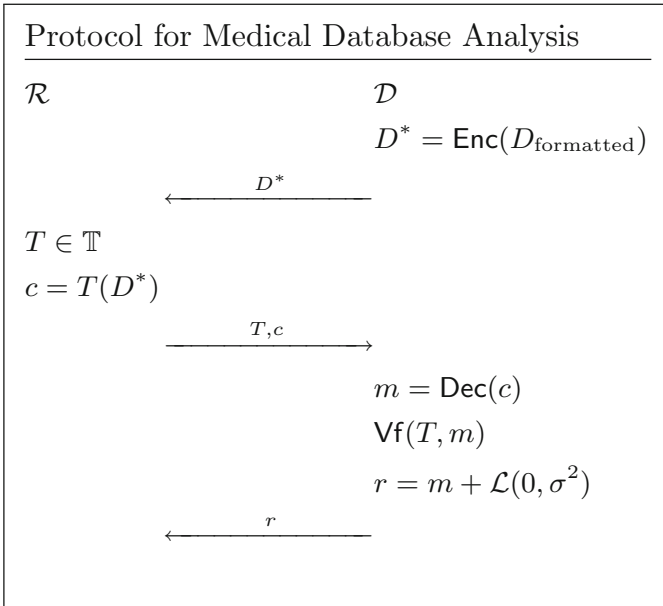 Protocol for Medical Database Analysis
𝓡 𝓓
D* = Enc(D_formatted)
D*
T ∈ 𝕋
c = T(D*)
T,c
m = Dec(c)
Vf(T, m)
r = m + 𝓛(0, σ²)
r